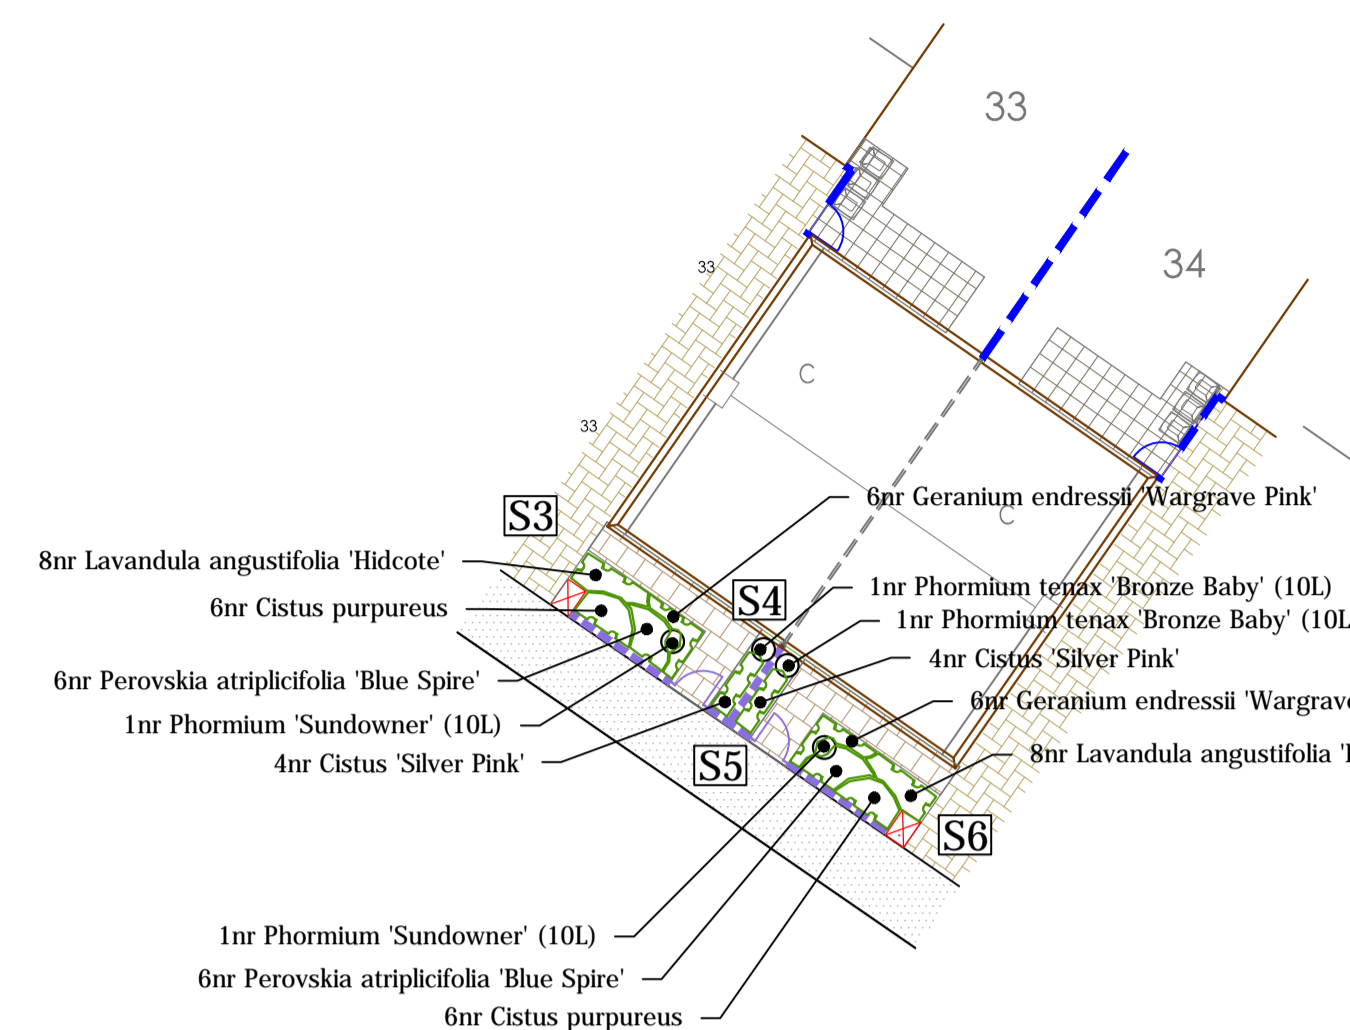 33
34
33
C
33
6nr Geranium endressii 'Wargrave Pink'
C
S3
8nr Lavandula angustifolia 'Hidcote'
1nr Phormium tenax 'Bronze Baby' (10L)
S4
6nr Cistus purpureus
1nr Phormium tenax 'Bronze Baby' (10L
4nr Cistus 'Silver Pink'
6nr Perovskia atriplicifolia 'Blue Spire'
6nr Geranium endressii 'Wargrave
1nr Phormium 'Sundowner' (10L)
8nr Lavandula angustifolia
4nr Cistus 'Silver Pink'
S5
S6
1nr Phormium 'Sundowner' (10L)
6nr Perovskia atriplicifolia 'Blue Spire'
6nr Cistus purpureus